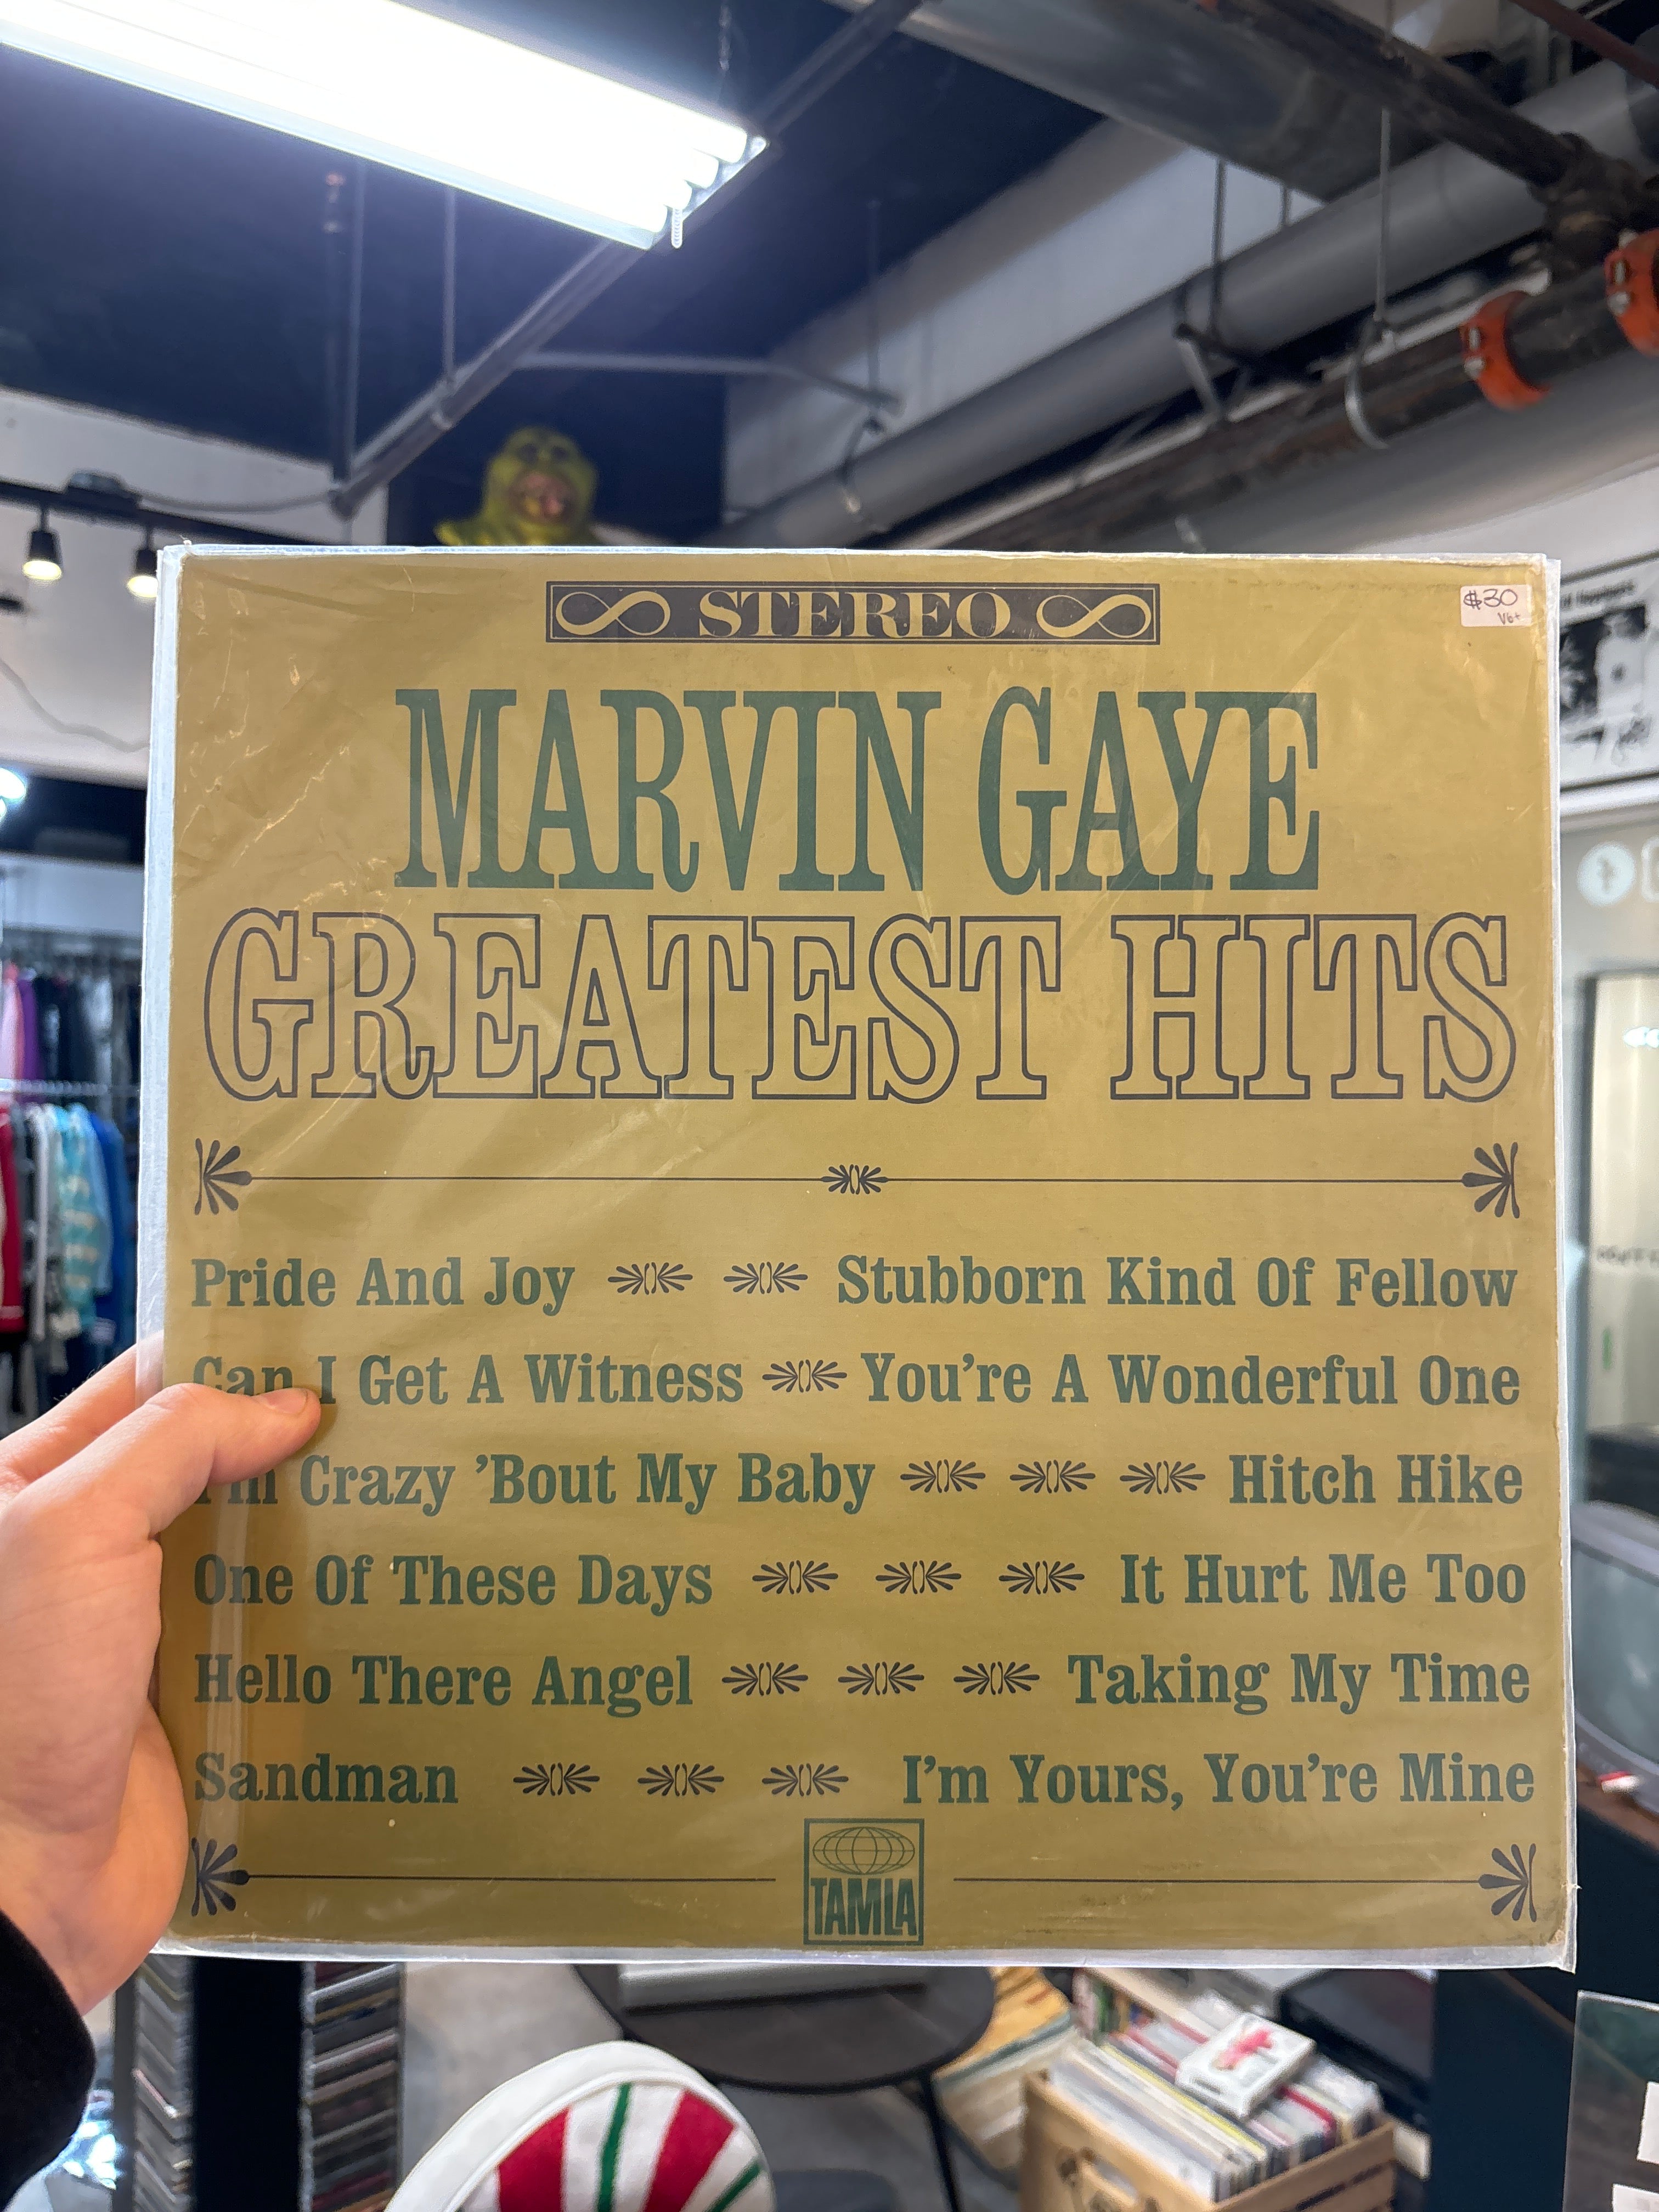 STEREO
$30
VG+
MARVIN GAYE
GREATEST HITS
Pride And Joy Stubborn Kind Of Fellow
Can I Get A Witness You're A Wonderful One
I'm Crazy 'Bout My Baby Hitch Hike
One Of These Days It Hurt Me Too
Hello There Angel Taking My Time
Sandman I'm Yours, You're Mine
TAMLA